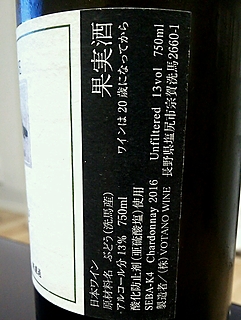 果実酒
ワインは20歳になってから
日本ワイン
原材料名 ぶどう(洗馬産)
アルコール分13% 750ml
酸化防止剤(亜硫酸塩)使用
SEBA-K4 Chardonnay 2016 Unfiltered 13vol 750ml
製造者/(株)VOTANO WINE 長野県塩尻市宗賀洗馬2660-1